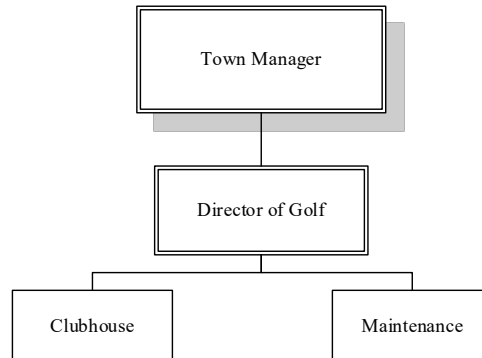 Town Manager
Director of Golf
Clubhouse
Maintenance